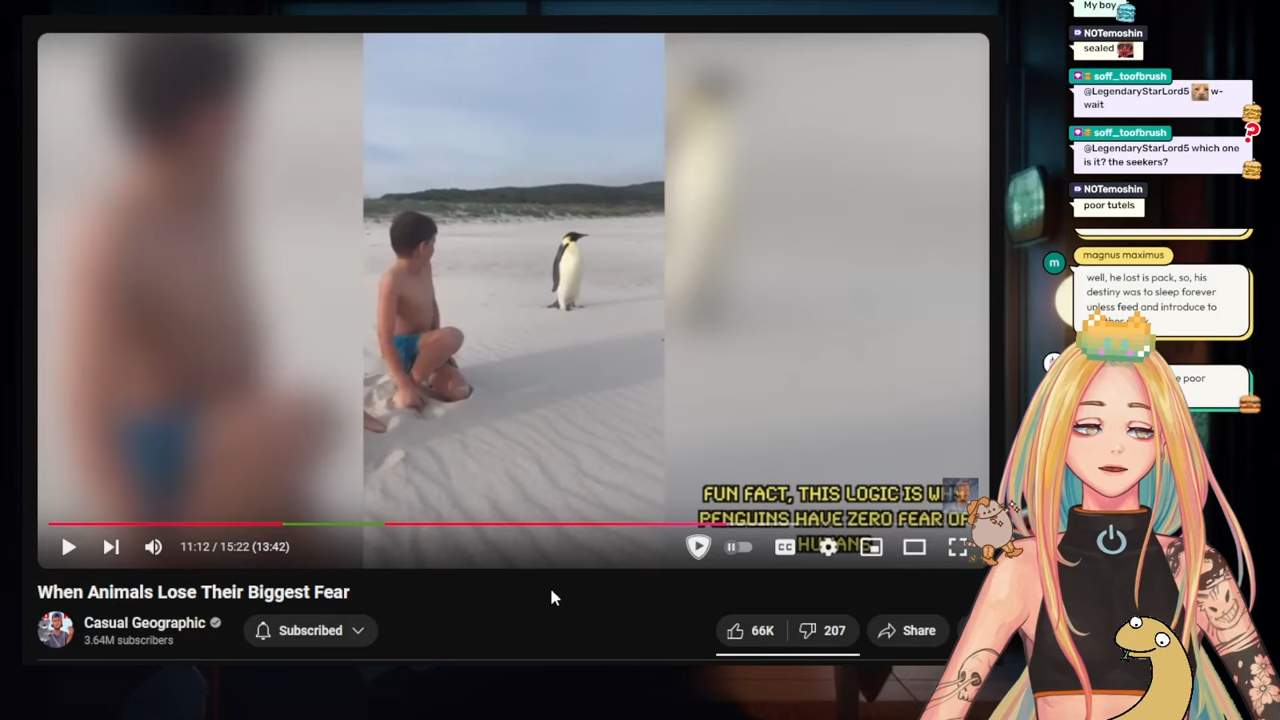 FUN FACT, THIS LOGIC IS WHY
PENGUINS HAVE ZERO FEAR OF
HUMANS
11:12 / 15:22 (13:42)
CC
When Animals Lose Their Biggest Fear
Casual Geographic
3.64M subscribers
Subscribed
66K
207
Share
My boy
NOTemoshin
sealed
soff_toofbrush
@LegendaryStarLord5 w-
wait
soff_toofbrush
@LegendaryStarLord5 which one
is it? the seekers?
NOTemoshin
poor tutels
m
magnus maximus
well, he lost is pack, so, his
destiny was to sleep forever
unless feed and introduce to
poor